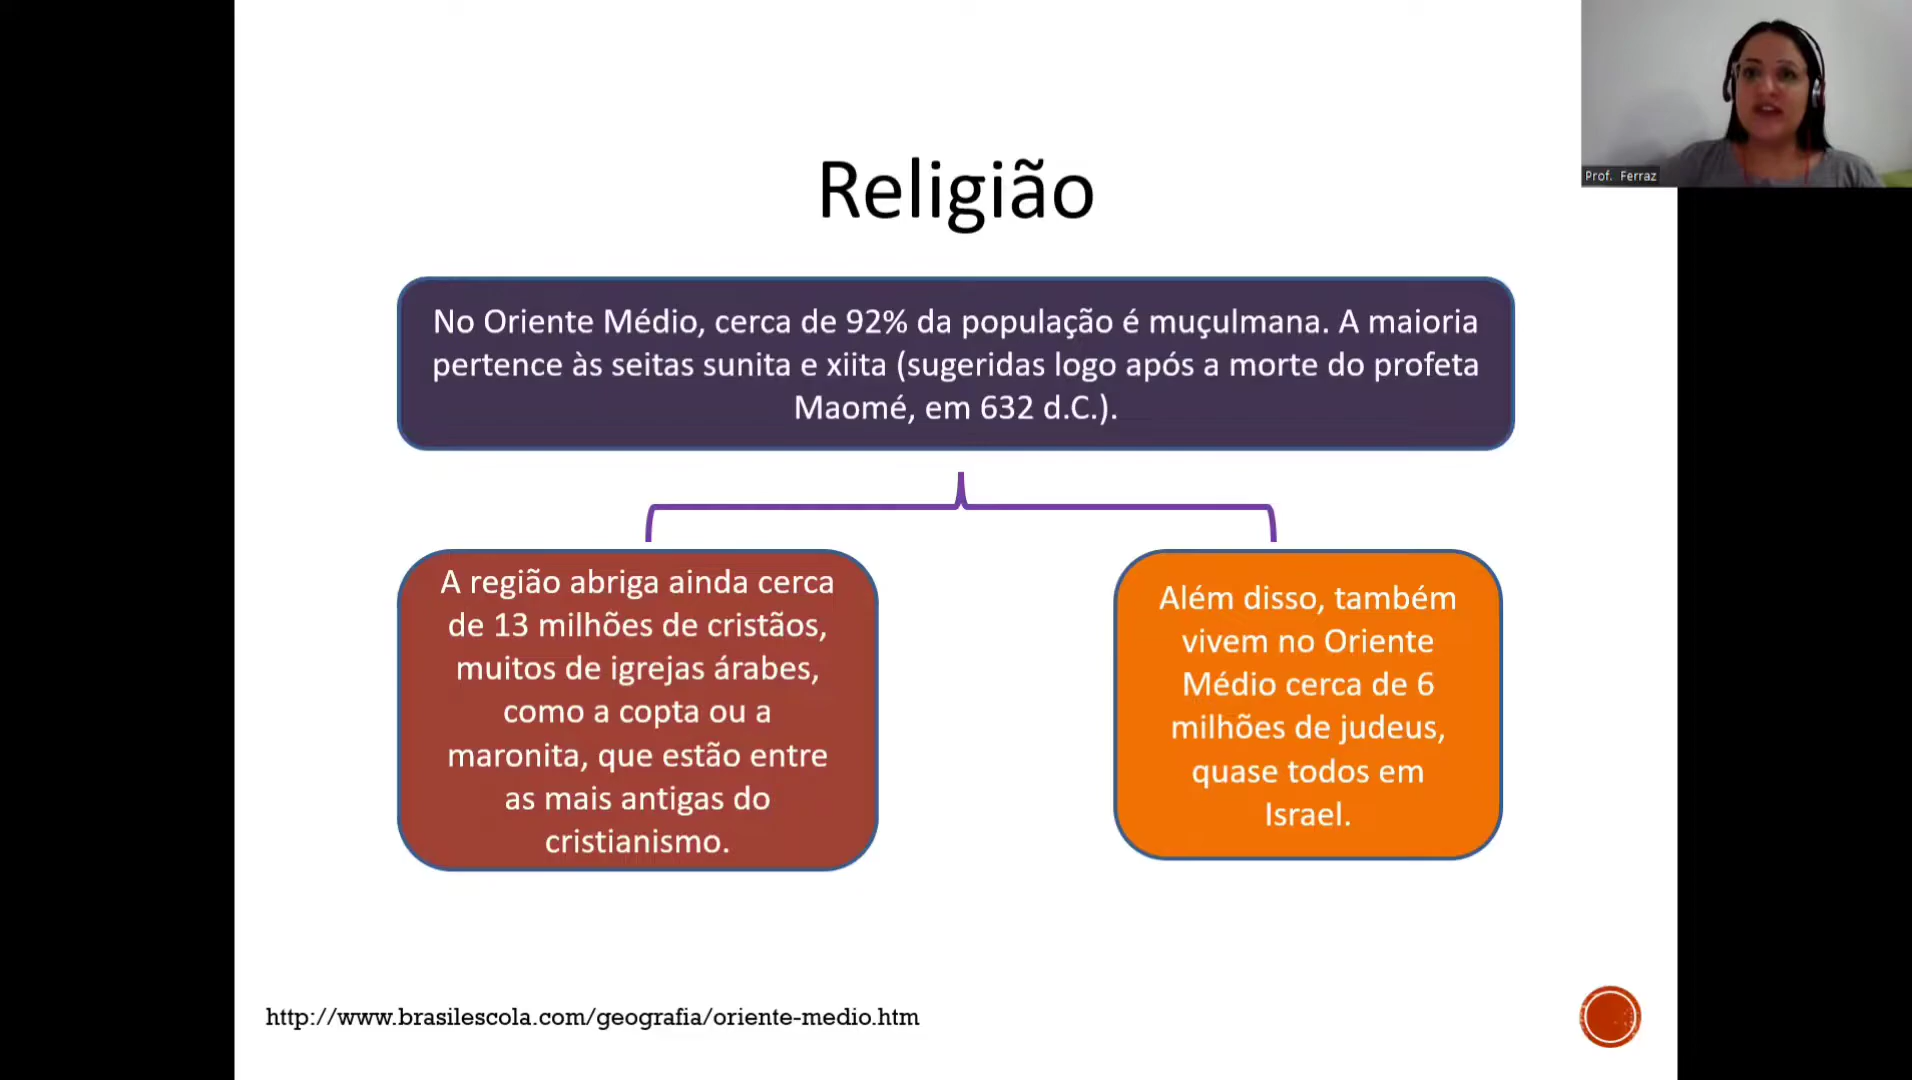 Prof. Ferraz
Religião
No Oriente Médio, cerca de 92% da população é muçulmana. A maioria
pertence às seitas sunita e xiita (sugeridas logo após a morte do profeta
Maomé, em 632 d.C.).
A região abriga ainda cerca
de 13 milhões de cristãos,
muitos de igrejas árabes,
como a copta ou a
maronita, que estão entre
as mais antigas do
cristianismo.
Além disso, também
vivem no Oriente
Médio cerca de 6
milhões de judeus,
quase todos em
Israel.
http://www.brasilescola.com/geografia/oriente-medio.htm